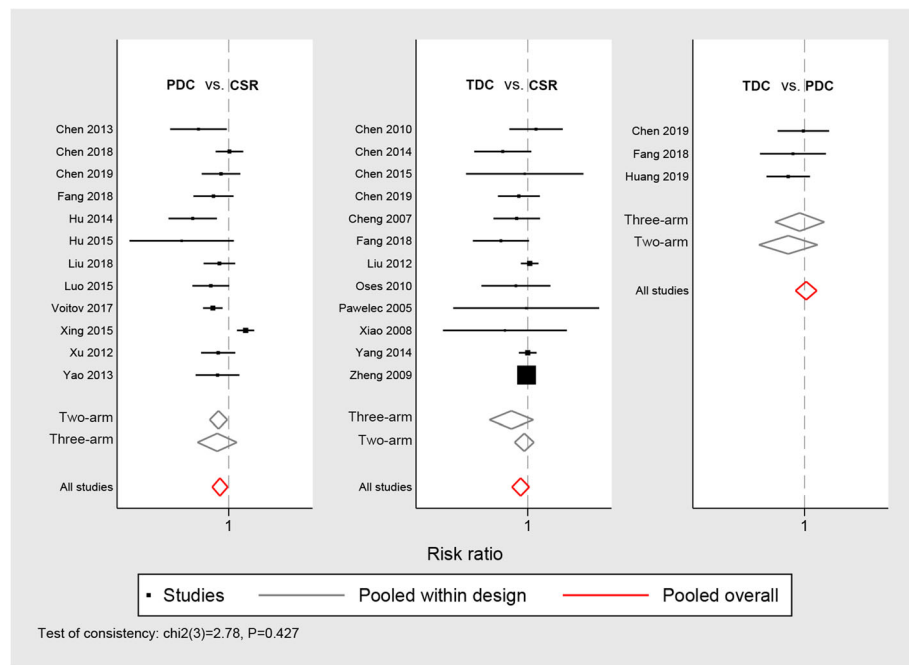 PDC vs. CSR
Chen 2013
Chen 2018
Chen 2019
Fang 2018
Hu 2014
Hu 2015
Liu 2018
Luo 2015
Voitov 2017
Xing 2015
Xu 2012
Yao 2013
Two-arm
Three-arm
All studies
1
TDC vs. CSR
Chen 2010
Chen 2014
Chen 2015
Chen 2019
Cheng 2007
Fang 2018
Liu 2012
Oses 2010
Pawelec 2005
Xiao 2008
Yang 2014
Zheng 2009
Three-arm
Two-arm
All studies
1
TDC vs. PDC
Chen 2019
Fang 2018
Huang 2019
Three-arm
Two-arm
All studies
1
Risk ratio
Studies Pooled within design Pooled overall
Test of consistency: chi2(3)=2.78, P=0.427